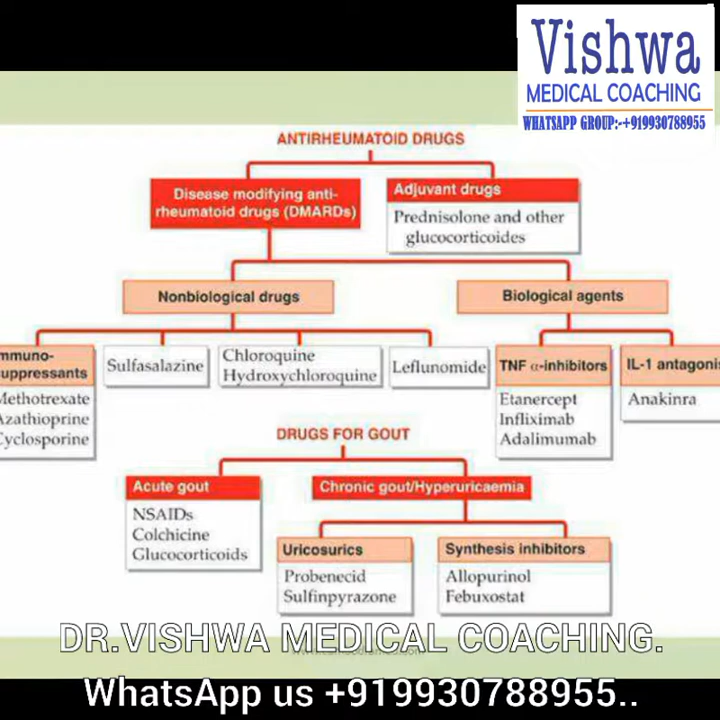 Vishwa
MEDICAL COACHING
WHATSAPP GROUP:-+919930788955
ANTIRHEUMATOID DRUGS
Disease modifying anti-
rheumatoid drugs (DMARDs)
Adjuvant drugs
Prednisolone and other
glucocorticoides
Nonbiological drugs
Biological agents
mmuno-
uppressants
Methotrexate
Azathioprine
Cyclosporine
Sulfasalazine
Chloroquine
Hydroxychloroquine
Leflunomide
TNF α-inhibitors
Etanercept
Infliximab
Adalimumab
IL-1 antagonis
Anakinra
DRUGS FOR GOUT
Acute gout
NSAIDs
Colchicine
Glucocorticoids
Chronic gout/Hyperuricaemia
Uricosurics
Probenecid
Sulfinpyrazone
Synthesis inhibitors
Allopurinol
Febuxostat
DR.VISHWA MEDICAL COACHING.
WhatsApp us +919930788955..